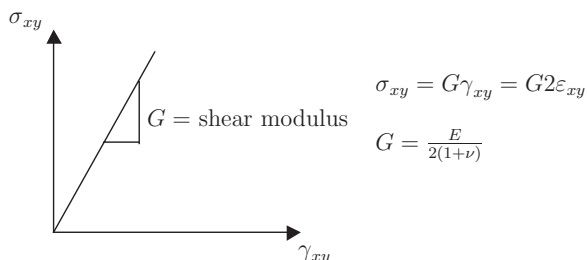 σ_xy
G = shear modulus
γ_xy
σ_xy = Gγ_xy = G2ε_xy
G = E / 2(1+ν)